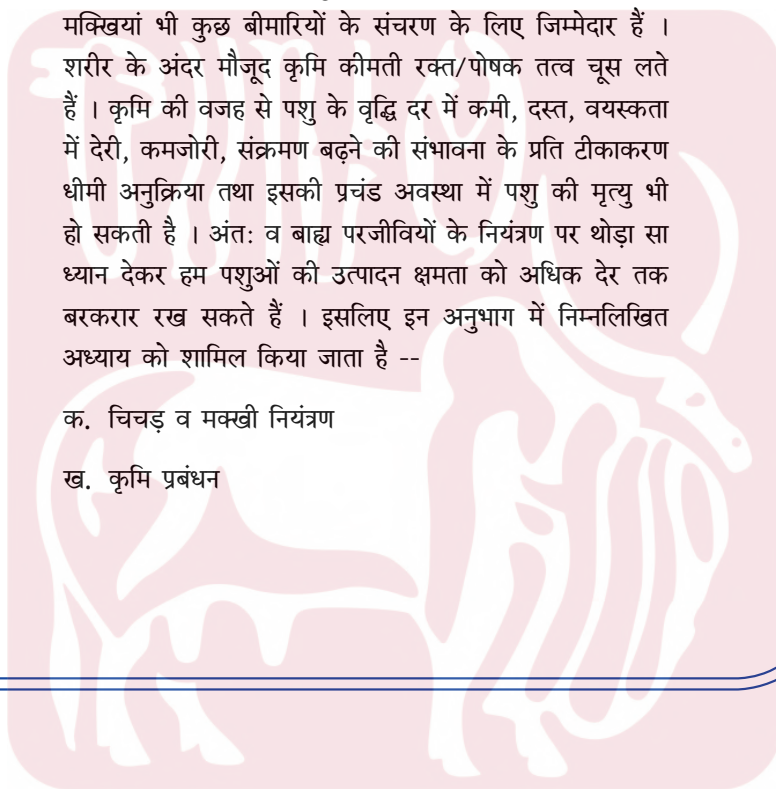 मक्खियां भी कुछ बीमारियों के संचरण के लिए जिम्मेदार हैं ।
शरीर के अंदर मौजूद कृमि कीमती रक्त/पोषक तत्व चूस लते
हैं । कृमि की वजह से पशु के वृद्धि दर में कमी, दस्त, वयस्कता
में देरी, कमजोरी, संक्रमण बढ़ने की संभावना के प्रति टीकाकरण
धीमी अनुक्रिया तथा इसकी प्रचंड अवस्था में पशु की मृत्यु भी
हो सकती है । अंतः व बाह्य परजीवियों के नियंत्रण पर थोड़ा सा
ध्यान देकर हम पशुओं की उत्पादन क्षमता को अधिक देर तक
बरकरार रख सकते हैं । इसलिए इन अनुभाग में निम्नलिखित
अध्याय को शामिल किया जाता है --
क. चिचड़ व मक्खी नियंत्रण
ख. कृमि प्रबंधन